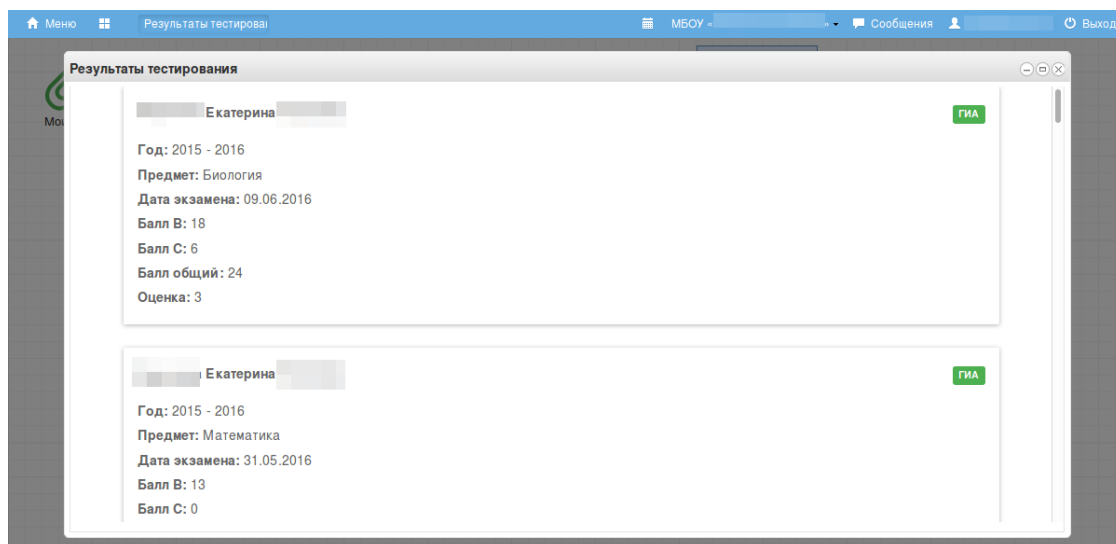 Меню Результаты тестирова МБОУ « » Сообщения Выход
Результаты тестирования
Екатерина ГИА
Год: 2015 - 2016
Предмет: Биология
Дата экзамена: 09.06.2016
Балл B: 18
Балл C: 6
Балл общий: 24
Оценка: 3
Екатерина ГИА
Год: 2015 - 2016
Предмет: Математика
Дата экзамена: 31.05.2016
Балл B: 13
Балл C: 0